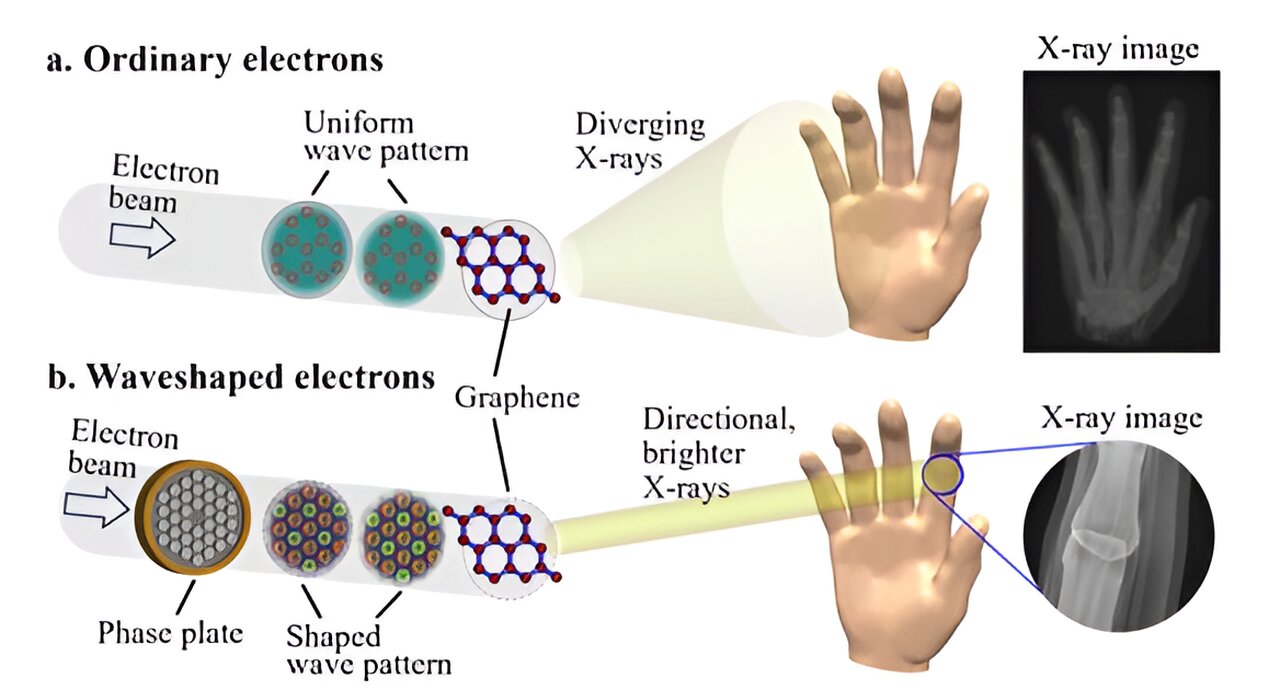 a. Ordinary electrons
X-ray image
Uniform
wave pattern
Diverging
X-rays
Electron
beam
b. Waveshaped electrons
Graphene
Electron
beam
Directional,
brighter
X-rays
X-ray image
Phase plate
Shaped
wave pattern